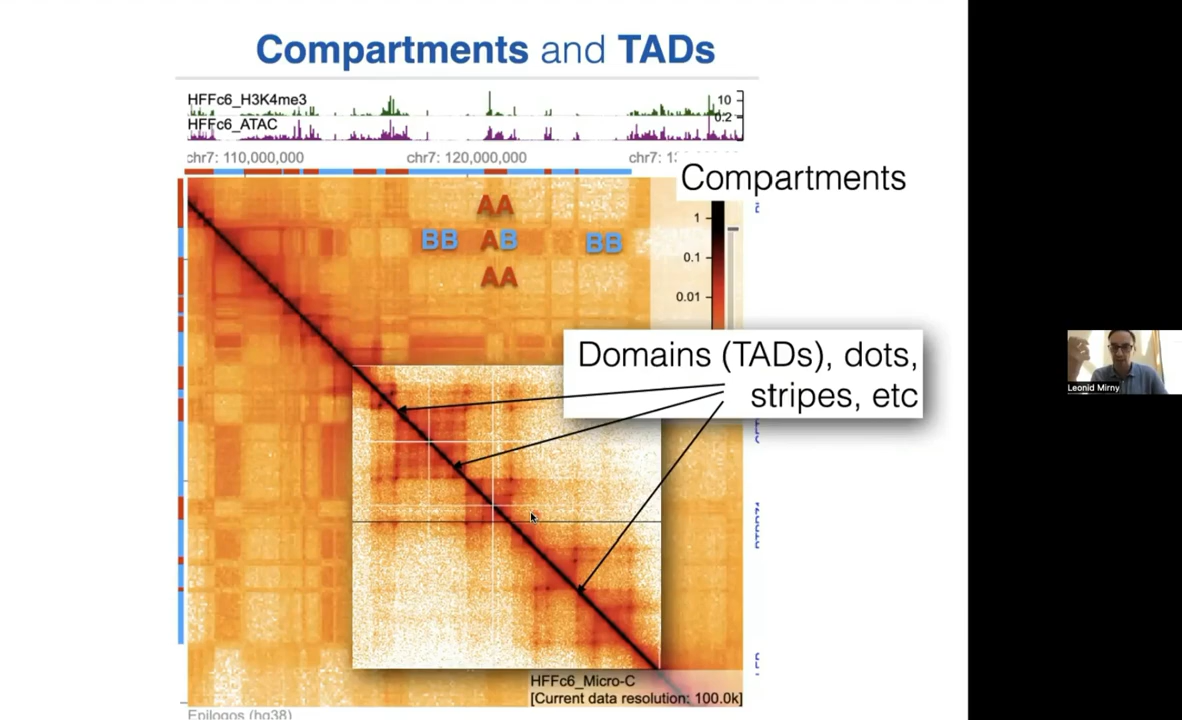 Compartments and TADs
HFFc6_H3K4me3
10
0.2
HFFc6_ATAC
chr7: 110,000,000
chr7: 120,000,000
chr7:
Compartments
AA
BB AB BB
AA
1
0.1
0.01
Domains (TADs), dots,
stripes, etc
Leonid Mirny
HFFc6_Micro-C
[Current data resolution: 100.0k]
Epilogos (hg38)